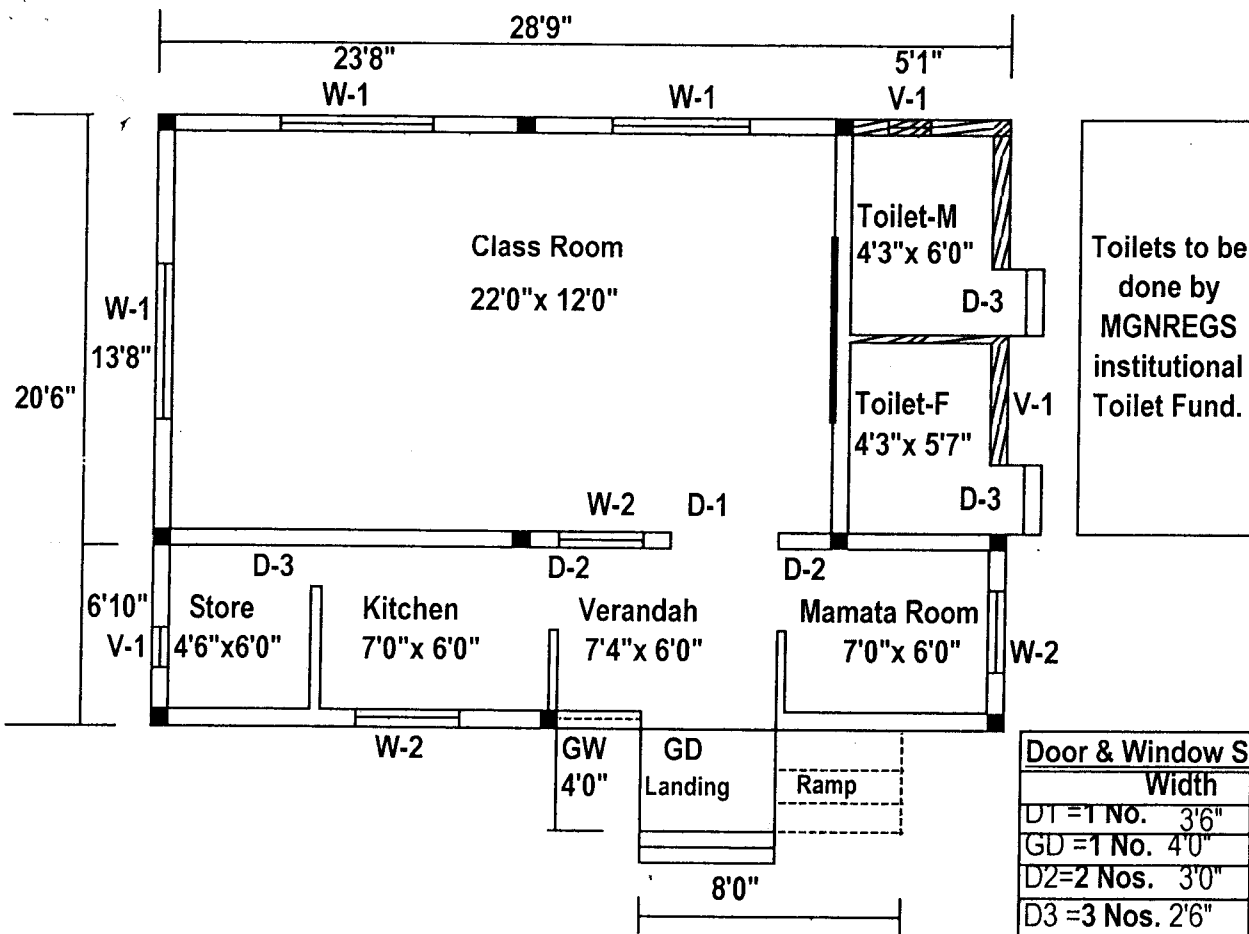 28'9"
23'8"
5'1"
W-1
W-1
V-1
Toilet-M
4'3"x 6'0"
D-3
Class Room
22'0"x 12'0"
W-1
13'8"
20'6"
Toilets to be
done by
MGNREGS
institutional
Toilet Fund.
Toilet-F
4'3"x 5'7"
V-1
D-3
W-2
D-1
D-3
D-2
D-2
6'10"
V-1
Store
4'6"x6'0"
Kitchen
7'0"x 6'0"
Verandah
7'4"x 6'0"
Mamata Room
7'0"x 6'0"
W-2
W-2
GW
4'0"
GD
Landing
Ramp
8'0"
Door & Window S
Width
D1 =1 No. 3'6"
GD =1 No. 4'0"
D2=2 Nos. 3'0"
D3 =3 Nos. 2'6"